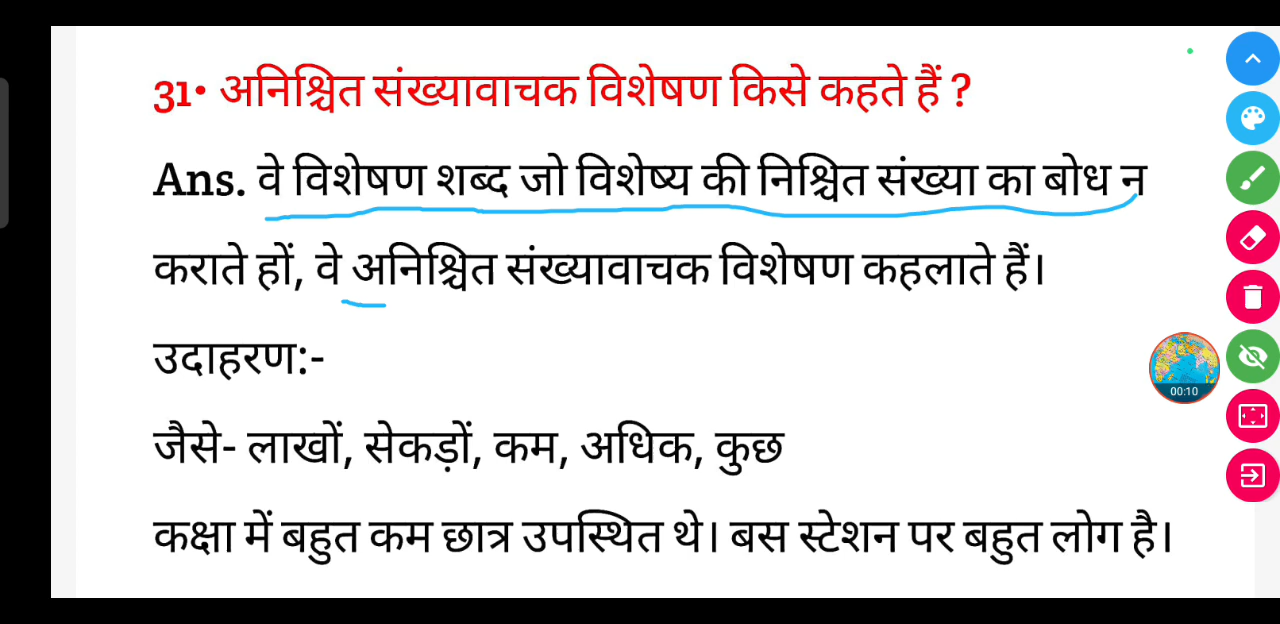 31• अनिश्चित संख्यावाचक विशेषण किसे कहते हैं ?
Ans. वे विशेषण शब्द जो विशेष्य की निश्चित संख्या का बोध न
कराते हों, वे अनिश्चित संख्यावाचक विशेषण कहलाते हैं।
उदाहरण:-
जैसे- लाखों, सेकड़ों, कम, अधिक, कुछ
कक्षा में बहुत कम छात्र उपस्थित थे। बस स्टेशन पर बहुत लोग है।
00:10